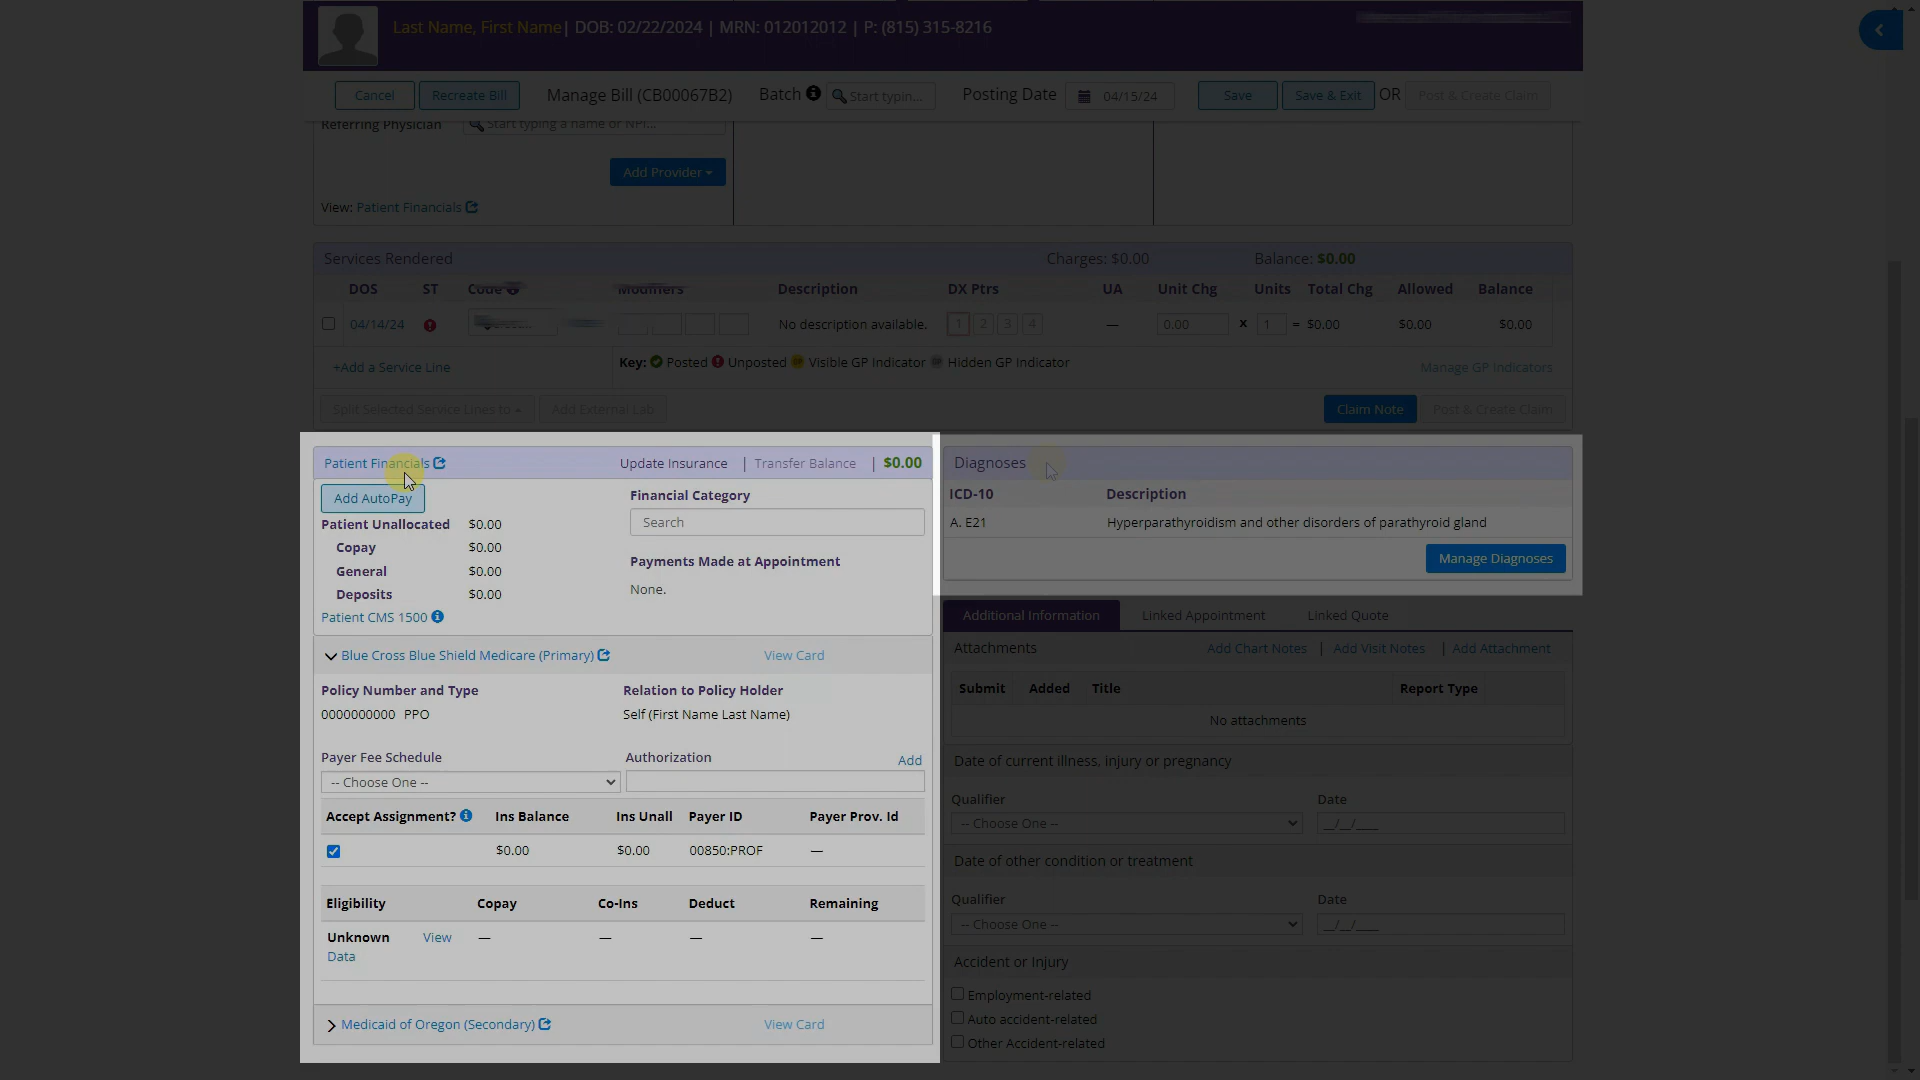 Last Name, First Name | DOB: 02/22/2024 | MRN: 012012012 | P: (815) 315-8216
Cancel Recreate Bill Manage Bill (CB00067B2) Batch Start typin... Posting Date 04/15/24 Save Save & Exit OR Post & Create Claim
Referring Physician Start typing a name or NPI...
Add Provider
View: Patient Financials
Services Rendered Charges: $0.00 Balance: $0.00
DOS ST Code Modifiers Description DX Ptrs UA Unit Chg Units Total Chg Allowed Balance
04/14/24 No description available. 1 2 3 4 — 0.00 x 1 = $0.00 $0.00 $0.00
+Add a Service Line Key: Posted Unposted Visible GP Indicator Hidden GP Indicator Manage GP Indicators
Split Selected Service Lines to Add External Lab Claim Note Post & Create Claim
Patient Financials Update Insurance | Transfer Balance | $0.00
Add AutoPay
Financial Category
Search
Patient Unallocated $0.00
Copay $0.00
General $0.00
Deposits $0.00
Payments Made at Appointment
None.
Patient CMS 1500
Blue Cross Blue Shield Medicare (Primary) View Card
Policy Number and Type Relation to Policy Holder
0000000000 PPO Self (First Name Last Name)
Payer Fee Schedule Authorization Add
-- Choose One --
Accept Assignment? Ins Balance Ins Unall Payer ID Payer Prov. Id
$0.00 $0.00 00850:PROF —
Eligibility Copay Co-Ins Deduct Remaining
Unknown View — — — —
Data
Medicaid of Oregon (Secondary) View Card
Diagnoses
ICD-10 Description
A. E21 Hyperparathyroidism and other disorders of parathyroid gland
Manage Diagnoses
Additional Information Linked Appointment Linked Quote
Attachments Add Chart Notes | Add Visit Notes | Add Attachment
Submit Added Title Report Type
No attachments
Date of current illness, injury or pregnancy
Qualifier Date
-- Choose One -- __/__/____
Date of other condition or treatment
Qualifier Date
-- Choose One -- __/__/____
Accident or Injury
Employment-related
Auto accident-related
Other Accident-related